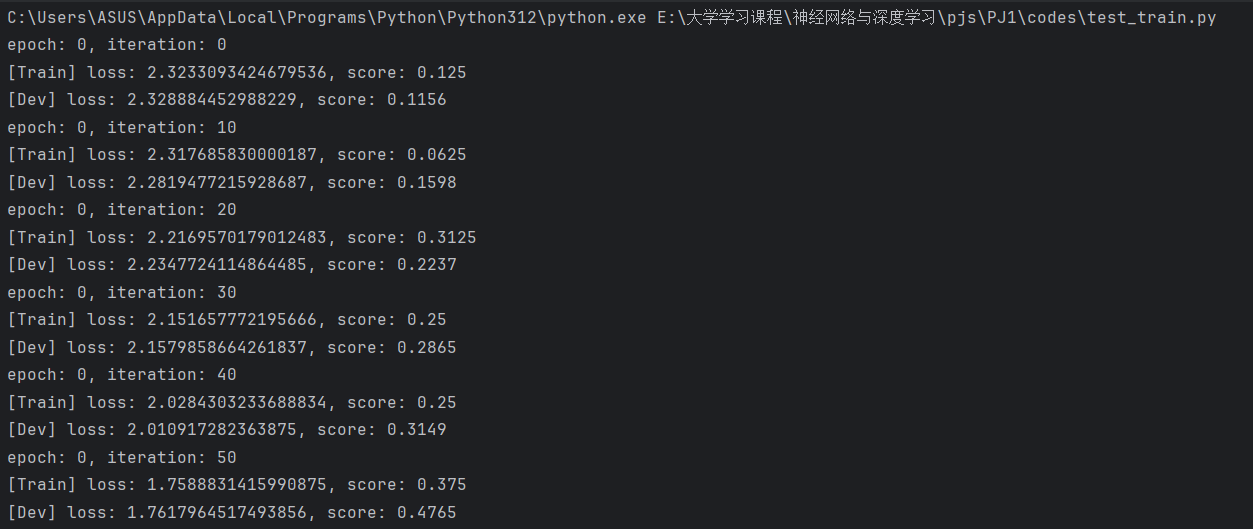 C:\Users\ASUS\AppData\Local\Programs\Python\Python312\python.exe E:\大学学习课程\神经网络与深度学习\pjs\PJ1\codes\test_train.py
epoch: 0, iteration: 0
[Train] loss: 2.3233093424679536, score: 0.125
[Dev] loss: 2.328884452988229, score: 0.1156
epoch: 0, iteration: 10
[Train] loss: 2.317685830000187, score: 0.0625
[Dev] loss: 2.2819477215928687, score: 0.1598
epoch: 0, iteration: 20
[Train] loss: 2.2169570179012483, score: 0.3125
[Dev] loss: 2.2347724114864485, score: 0.2237
epoch: 0, iteration: 30
[Train] loss: 2.151657772195666, score: 0.25
[Dev] loss: 2.1579858664261837, score: 0.2865
epoch: 0, iteration: 40
[Train] loss: 2.0284303233688834, score: 0.25
[Dev] loss: 2.010917282363875, score: 0.3149
epoch: 0, iteration: 50
[Train] loss: 1.7588831415990875, score: 0.375
[Dev] loss: 1.7617964517493856, score: 0.4765